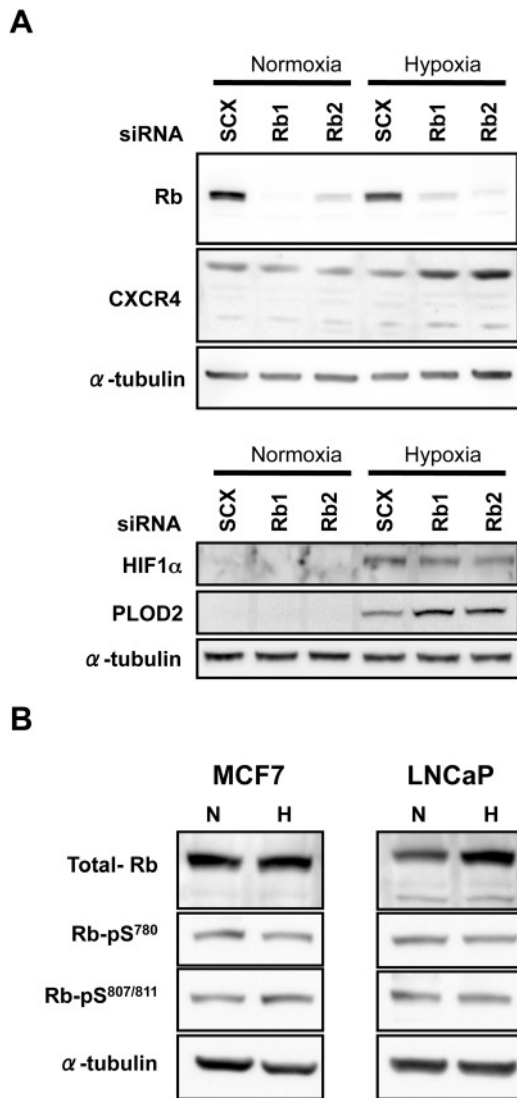 A
Normoxia Hypoxia
siRNA SCX Rb1 Rb2 SCX Rb1 Rb2
Rb
CXCR4
α-tubulin
Normoxia Hypoxia
siRNA SCX Rb1 Rb2 SCX Rb1 Rb2
HIF1α
PLOD2
α-tubulin
B
MCF7 LNCaP
N H N H
Total- Rb
Rb-pS⁷⁸⁰
Rb-pS⁸⁰⁷/⁸¹¹
α-tubulin